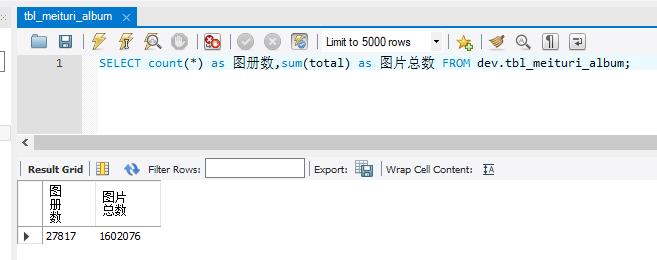 tbl_meituri_album
Limit to 5000 rows
1 SELECT count(*) as 图册数,sum(total) as 图片总数 FROM dev.tbl_meituri_album;
Result Grid Filter Rows: Export: Wrap Cell Content:
图册数 图片总数
27817 1602076